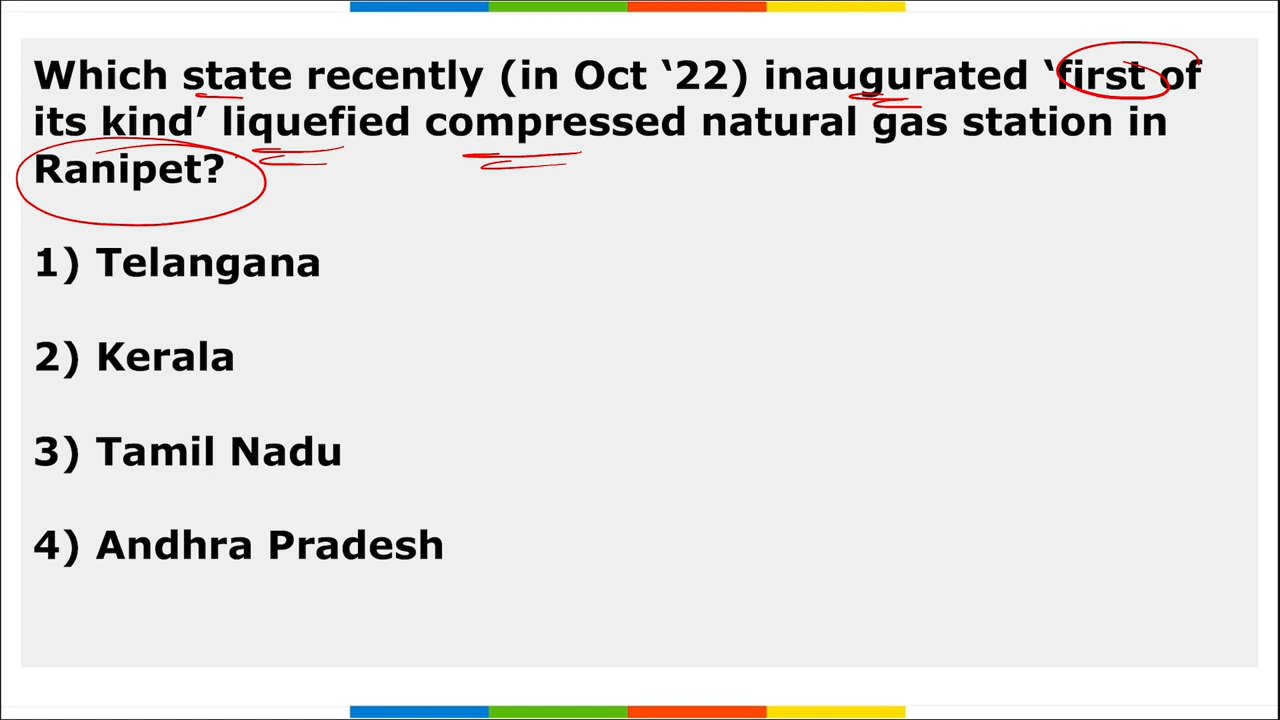 Which state recently (in Oct ‘22) inaugurated ‘first of
its kind’ liquefied compressed natural gas station in
Ranipet?
1) Telangana
2) Kerala
3) Tamil Nadu
4) Andhra Pradesh